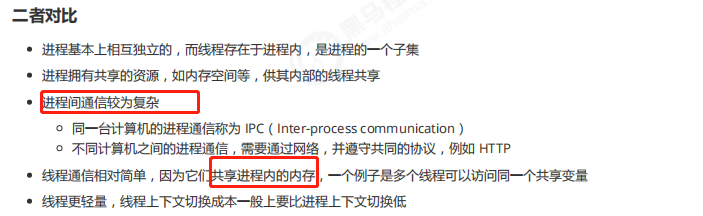 二者对比
进程基本上相互独立的，而线程存在于进程内，是进程的一个子集
进程拥有共享的资源，如内存空间等，供其内部的线程共享
进程间通信较为复杂
同一台计算机的进程通信称为 IPC（Inter-process communication）
不同计算机之间的进程通信，需要通过网络，并遵守共同的协议，例如 HTTP
线程通信相对简单，因为它们共享进程内的内存，一个例子是多个线程可以访问同一个共享变量
线程更轻量，线程上下文切换成本一般上要比进程上下文切换低